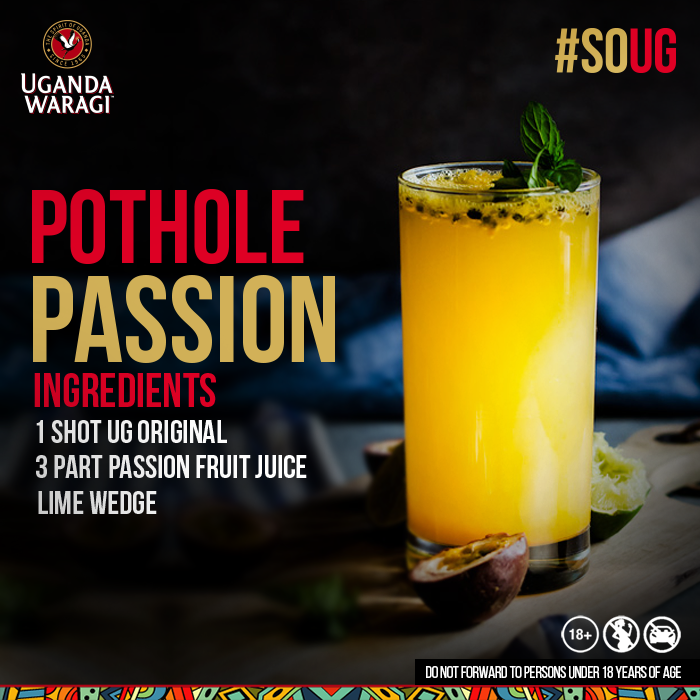 THE SPIRIT OF UGANDA
SINCE 1965
UGANDA
WARAGI
#SOUG
POTHOLE
PASSION
INGREDIENTS
1 SHOT UG ORIGINAL
3 PART PASSION FRUIT JUICE
LIME WEDGE
18+
DO NOT FORWARD TO PERSONS UNDER 18 YEARS OF AGE